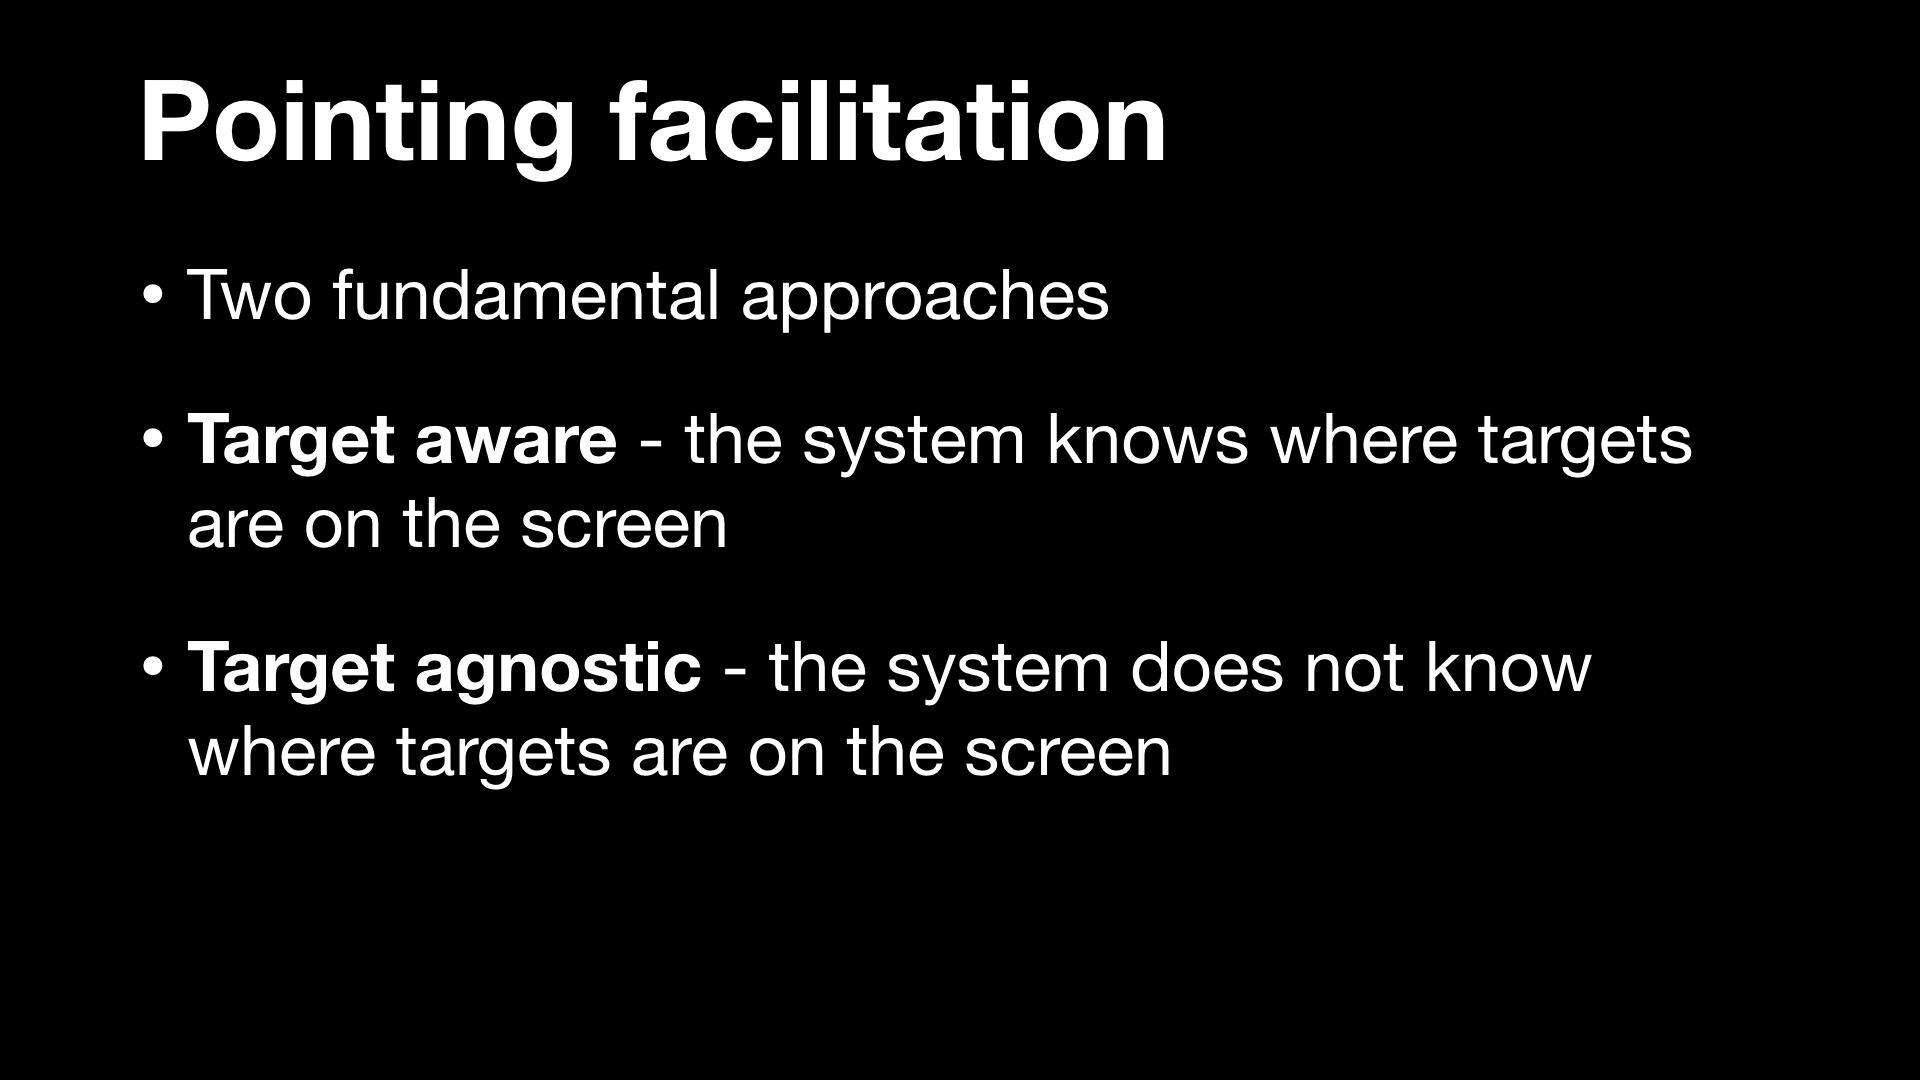 Pointing facilitation
• Two fundamental approaches
• Target aware - the system knows where targets
are on the screen
• Target agnostic - the system does not know
where targets are on the screen